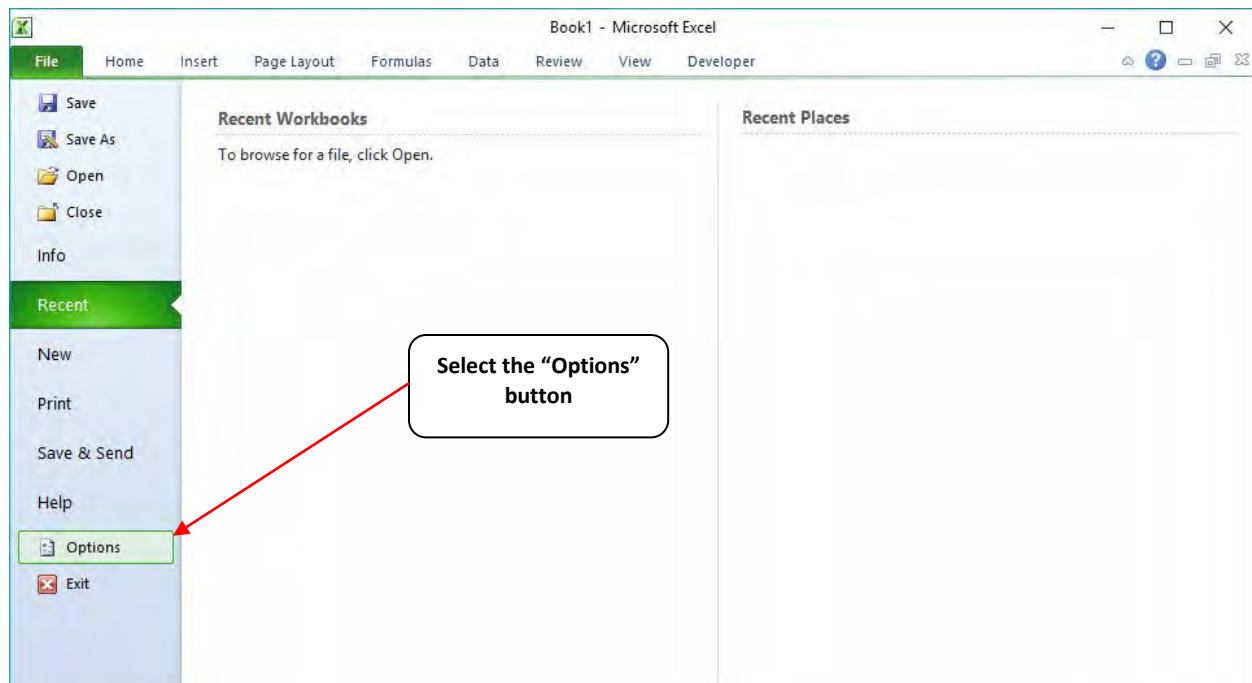 Book1 - Microsoft Excel
File Home Insert Page Layout Formulas Data Review View Developer
Save
Save As
Open
Close
Info
Recent
New
Print
Save & Send
Help
Options
Exit
Recent Workbooks
To browse for a file, click Open.
Recent Places
Select the “Options”
button